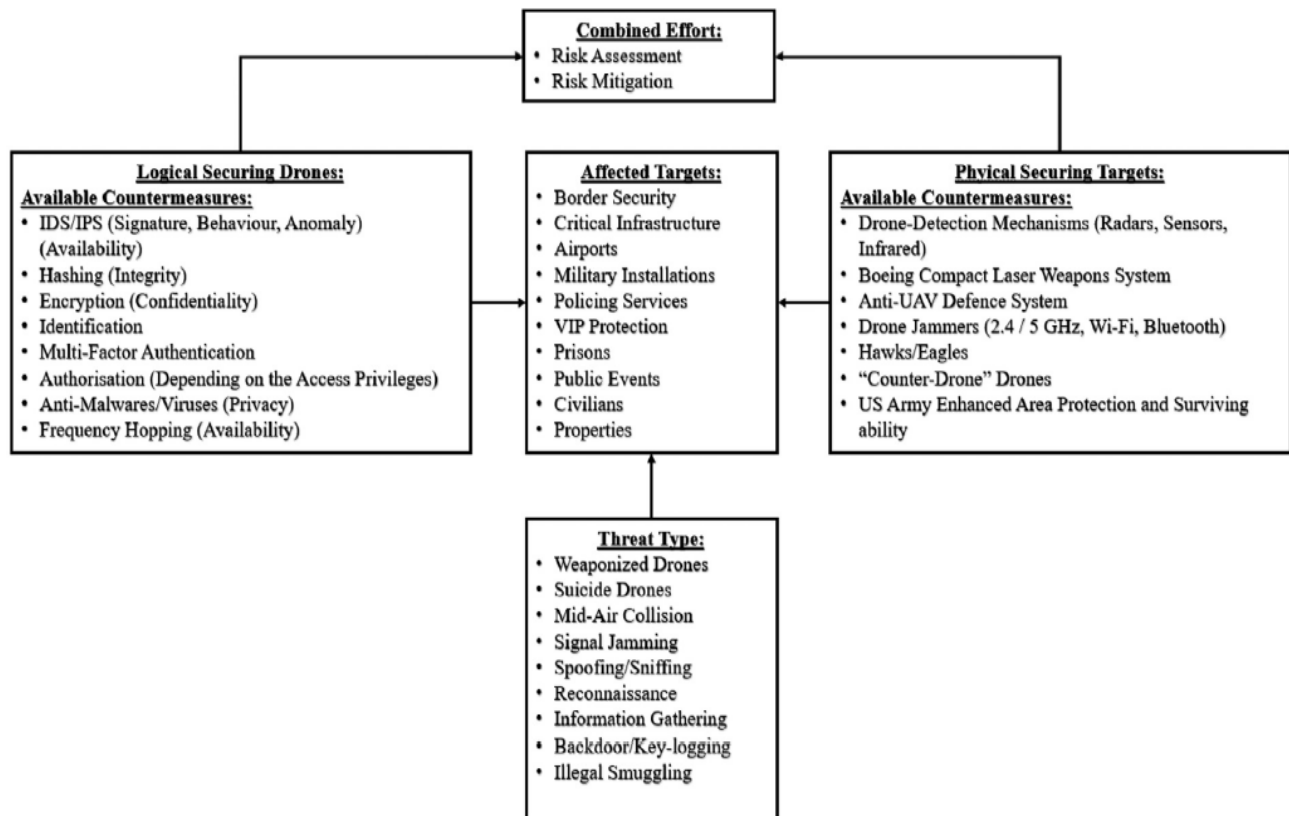 Combined Effort:
• Risk Assessment
• Risk Mitigation
Logical Securing Drones:
Available Countermeasures:
• IDS/IPS (Signature, Behaviour, Anomaly)
(Availability)
• Hashing (Integrity)
• Encryption (Confidentiality)
• Identification
• Multi-Factor Authentication
• Authorisation (Depending on the Access Privileges)
• Anti-Malwares/Viruses (Privacy)
• Frequency Hopping (Availability)
Affected Targets:
• Border Security
• Critical Infrastructure
• Airports
• Military Installations
• Policing Services
• VIP Protection
• Prisons
• Public Events
• Civilians
• Properties
Physical Securing Targets:
Available Countermeasures:
• Drone-Detection Mechanisms (Radars, Sensors,
Infrared)
• Boeing Compact Laser Weapons System
• Anti-UAV Defence System
• Drone Jammers (2.4 / 5 GHz, Wi-Fi, Bluetooth)
• Hawks/Eagles
• “Counter-Drone” Drones
• US Army Enhanced Area Protection and Surviving
ability
Threat Type:
• Weaponized Drones
• Suicide Drones
• Mid-Air Collision
• Signal Jamming
• Spoofing/Sniffing
• Reconnaissance
• Information Gathering
• Backdoor/Key-logging
• Illegal Smuggling